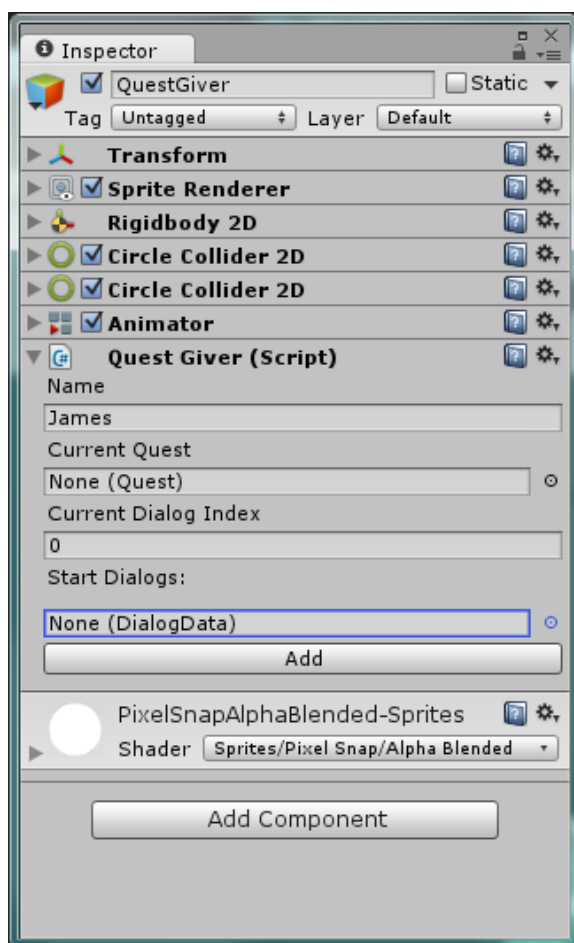 Inspector
QuestGiver Static
Tag Untagged Layer Default
Transform
Sprite Renderer
Rigidbody 2D
Circle Collider 2D
Circle Collider 2D
Animator
Quest Giver (Script)
Name
James
Current Quest
None (Quest)
Current Dialog Index
0
Start Dialogs:
None (DialogData)
Add
PixelSnapAlphaBlended-Sprites
Shader Sprites/Pixel Snap/Alpha Blended
Add Component